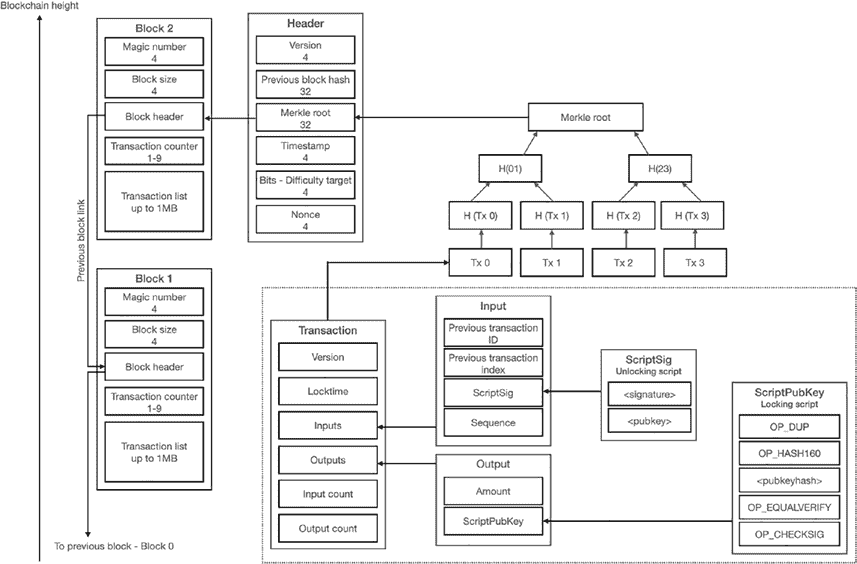 Blockchain height
Block 2
Magic number
4
Block size
4
Block header
Transaction counter
1-9
Transaction list
up to 1MB
Previous block link
Block 1
Magic number
4
Block size
4
Block header
Transaction counter
1-9
Transaction list
up to 1MB
To previous block - Block 0
Header
Version
4
Previous block hash
32
Merkle root
32
Timestamp
4
Bits - Difficulty target
4
Nonce
4
Merkle root
H(01)
H(23)
H (Tx 0)
H (Tx 1)
H (Tx 2)
H (Tx 3)
Tx 0
Tx 1
Tx 2
Tx 3
Transaction
Version
Locktime
Inputs
Outputs
Input count
Output count
Input
Previous transaction
ID
Previous transaction
index
ScriptSig
Sequence
Output
Amount
ScriptPubKey
ScriptSig
Unlocking script
<signature>
<pubkey>
ScriptPubKey
Locking script
OP_DUP
OP_HASH160
<pubkeyhash>
OP_EQUALVERIFY
OP_CHECKSIG